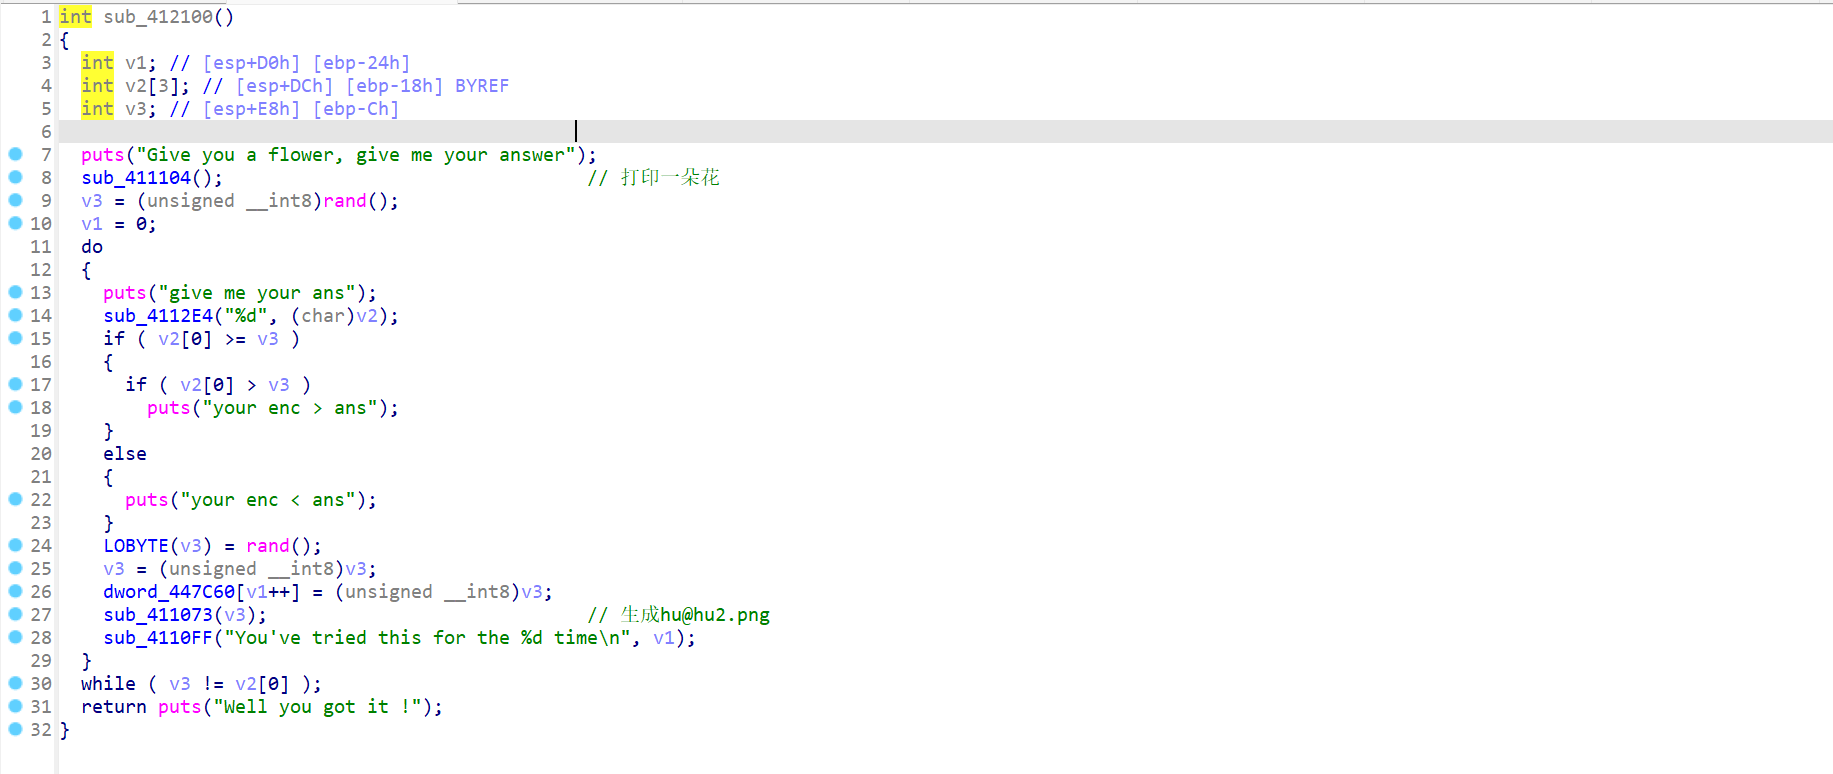 1 int sub_412100()
2 {
3   int v1; // [esp+D0h] [ebp-24h]
4   int v2[3]; // [esp+DCh] [ebp-18h] BYREF
5   int v3; // [esp+E8h] [ebp-Ch]
6
7   puts("Give you a flower, give me your answer");
8   sub_411104();                                 // 打印一朵花
9   v3 = (unsigned __int8)rand();
10   v1 = 0;
11   do
12   {
13     puts("give me your ans");
14     sub_4112E4("%d", (char)v2);
15     if ( v2[0] >= v3 )
16     {
17       if ( v2[0] > v3 )
18         puts("your enc > ans");
19     }
20     else
21     {
22       puts("your enc < ans");
23     }
24     LOBYTE(v3) = rand();
25     v3 = (unsigned __int8)v3;
26     dword_447C60[v1++] = (unsigned __int8)v3;
27     sub_411073(v3);                             // 生成hu@hu2.png
28     sub_4110FF("You've tried this for the %d time\n", v1);
29   }
30   while ( v3 != v2[0] );
31   return puts("Well you got it !");
32 }